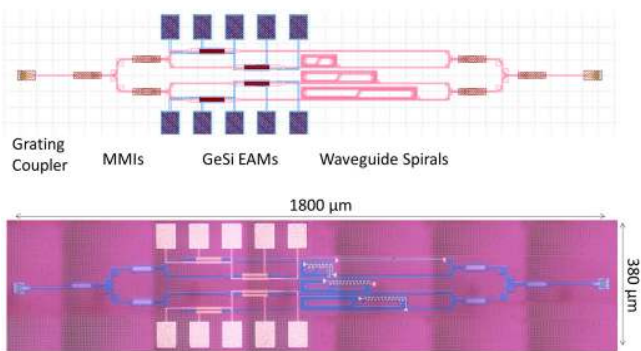 Grating
Coupler
MMIs
GeSi EAMs
Waveguide Spirals
1800 µm
380 µm